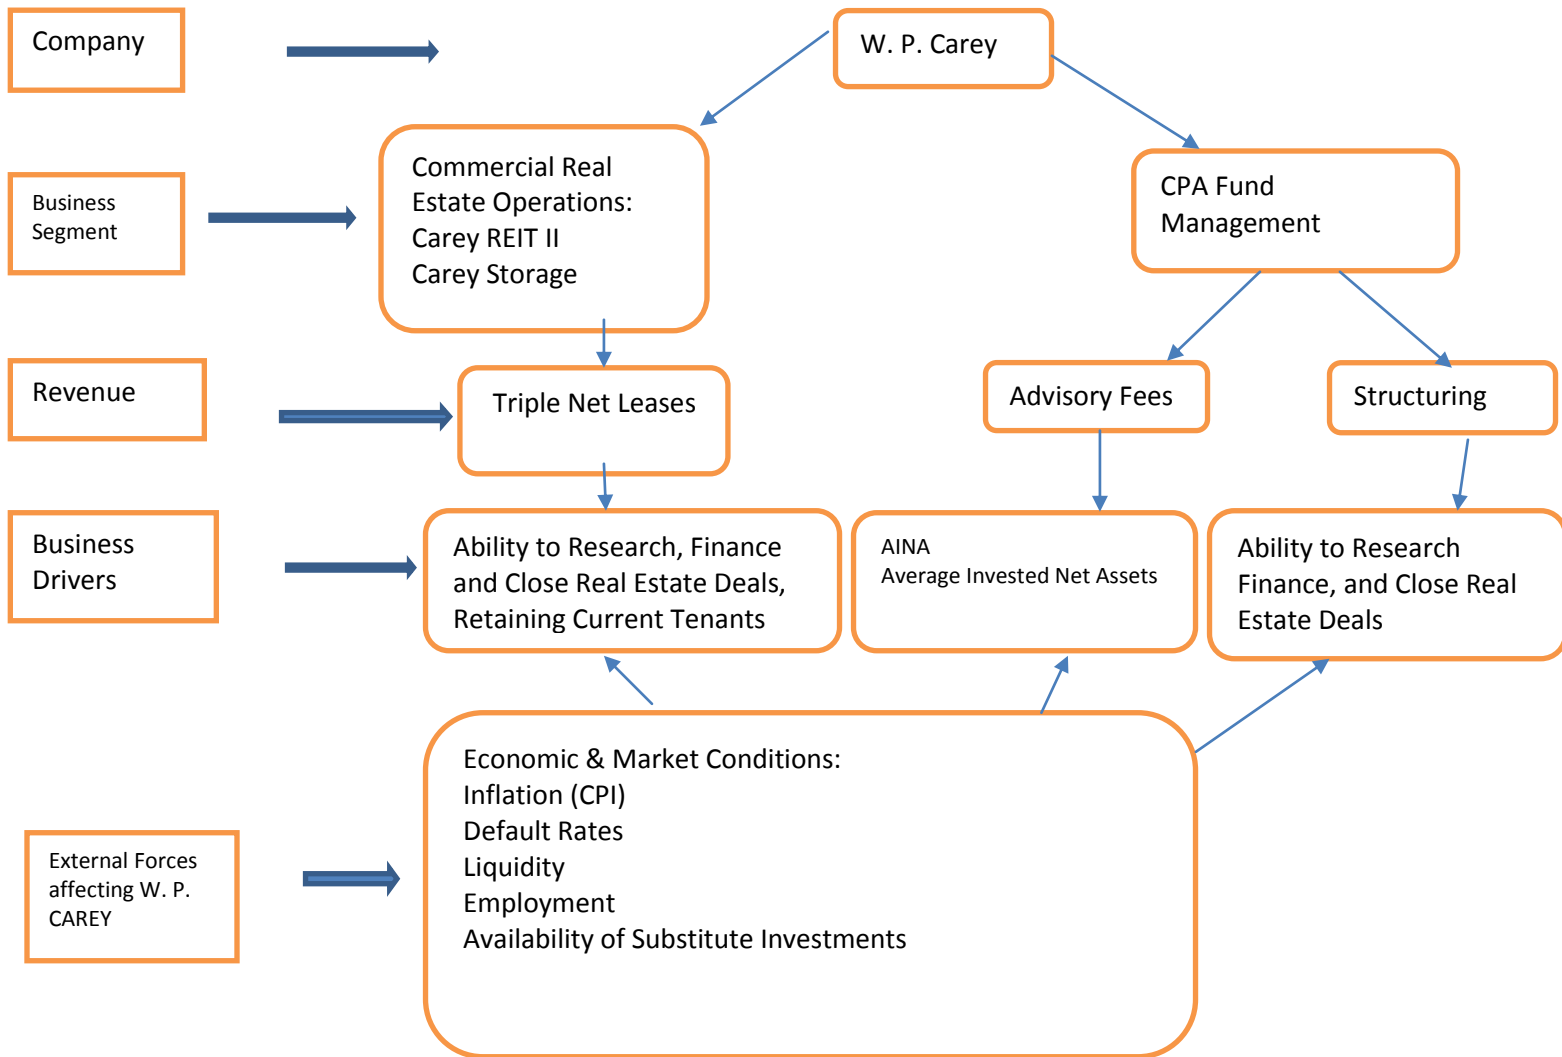 Company
W. P. Carey
Business
Segment
Commercial Real
Estate Operations:
Carey REIT II
Carey Storage
CPA Fund
Management
Revenue
Triple Net Leases
Advisory Fees
Structuring
Business
Drivers
Ability to Research, Finance
and Close Real Estate Deals,
Retaining Current Tenants
AINA
Average Invested Net Assets
Ability to Research
Finance, and Close Real
Estate Deals
External Forces
affecting W. P.
CAREY
Economic & Market Conditions:
Inflation (CPI)
Default Rates
Liquidity
Employment
Availability of Substitute Investments